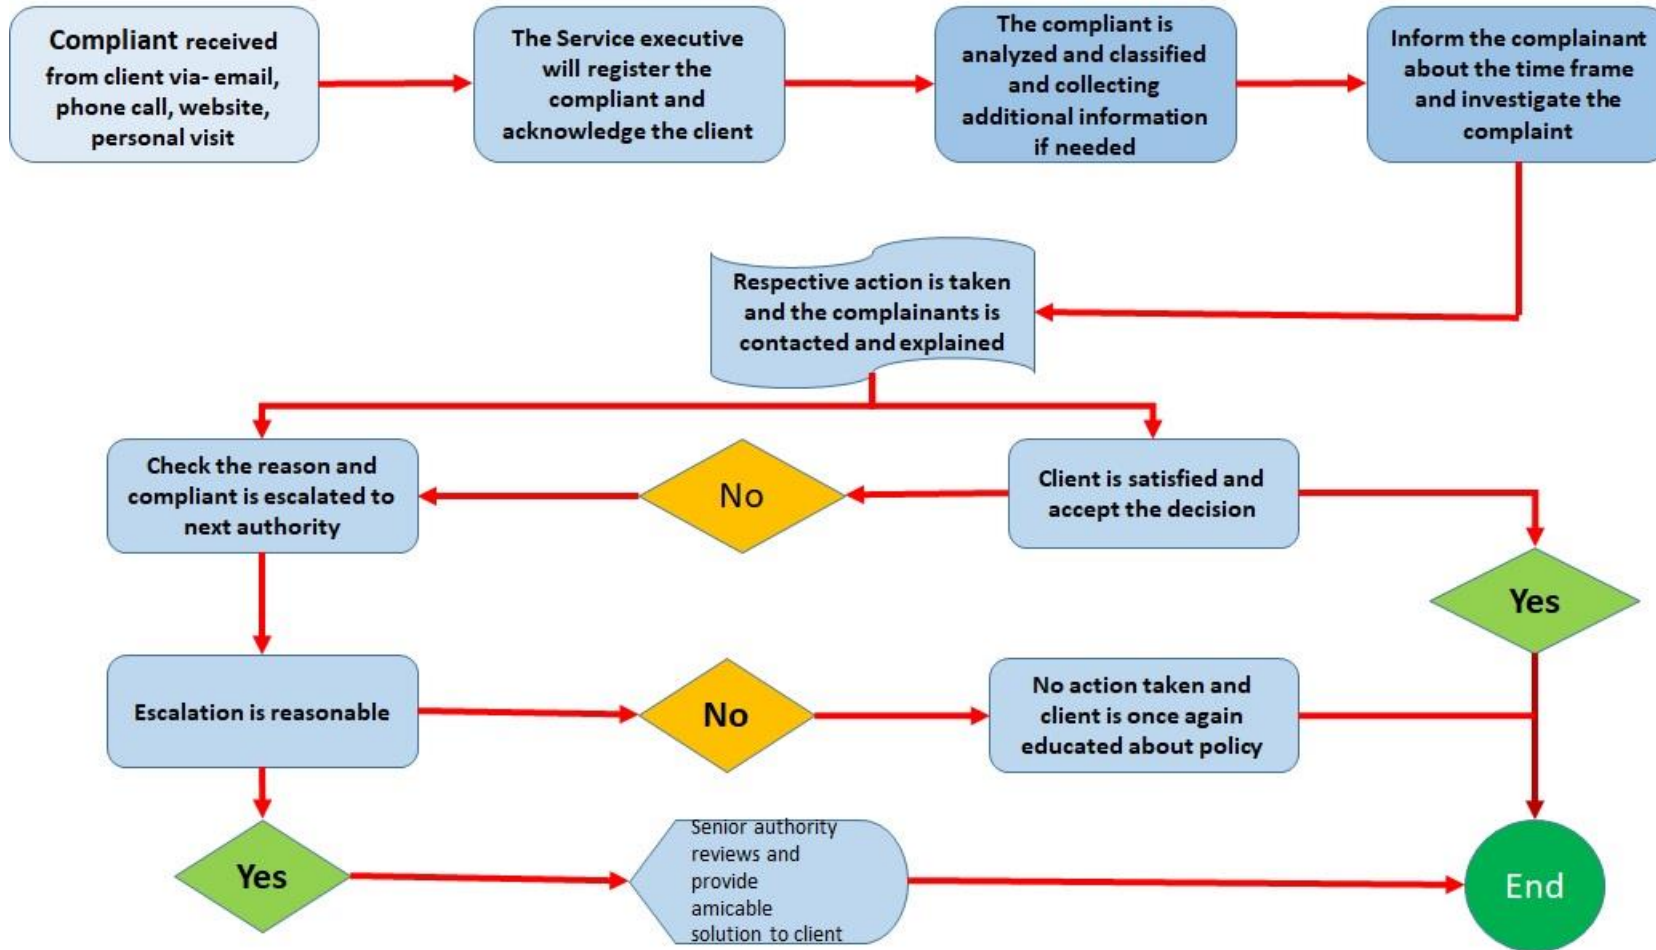 Compliant received
from client via- email,
phone call, website,
personal visit
The Service executive
will register the
compliant and
acknowledge the client
The compliant is
analyzed and classified
and collecting
additional information
if needed
Inform the complainant
about the time frame
and investigate the
complaint
Respective action is taken
and the complainants is
contacted and explained
Check the reason and
compliant is escalated to
next authority
No
Client is satisfied and
accept the decision
Yes
Escalation is reasonable
No
No action taken and
client is once again
educated about policy
Yes
Senior authority
reviews and
provide
amicable
solution to client
End